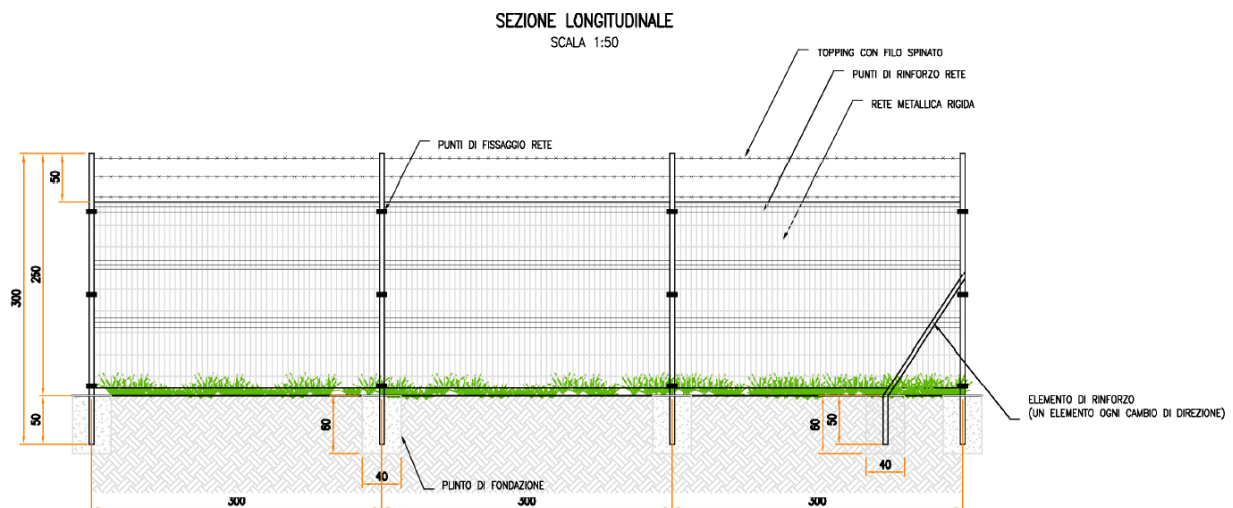 SEZIONE LONGITUDINALE
SCALA 1:50
TOPPING CON FILO SPINATO
PUNTI DI RINFORZO RETE
RETE METALLICA RIGIDA
PUNTI DI FISSAGGIO RETE
50
250
300
50
60
40
60
50
40
ELEMENTO DI RINFORZO
(UN ELEMENTO OGNI CAMBIO DI DIREZIONE)
PUNTO DI FONDAZIONE
300
300
300